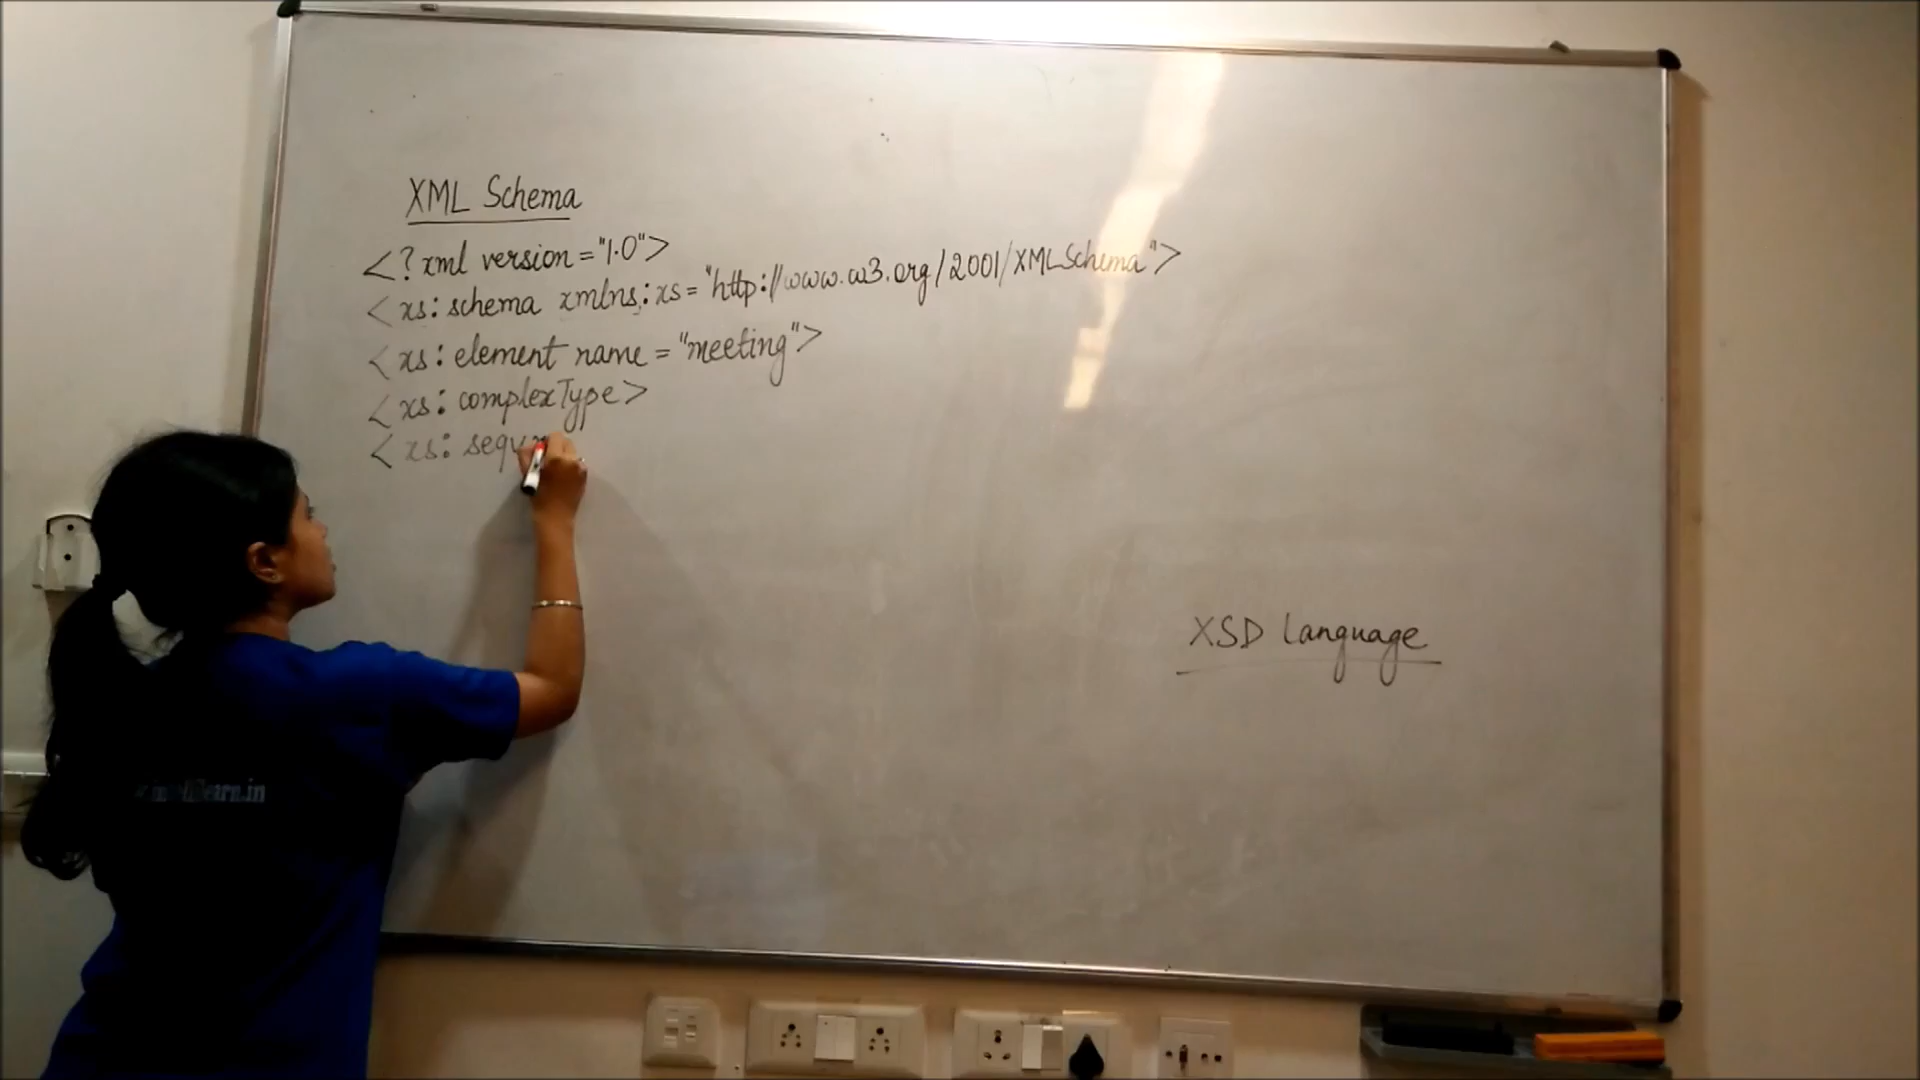 XML Schema
<?xml version="1.0">
<xs:schema xmlns:xs="http://www.w3.org/2001/XMLSchema">
<xs:element name="meeting">
<xs:complexType>
<xs:
XSD Language